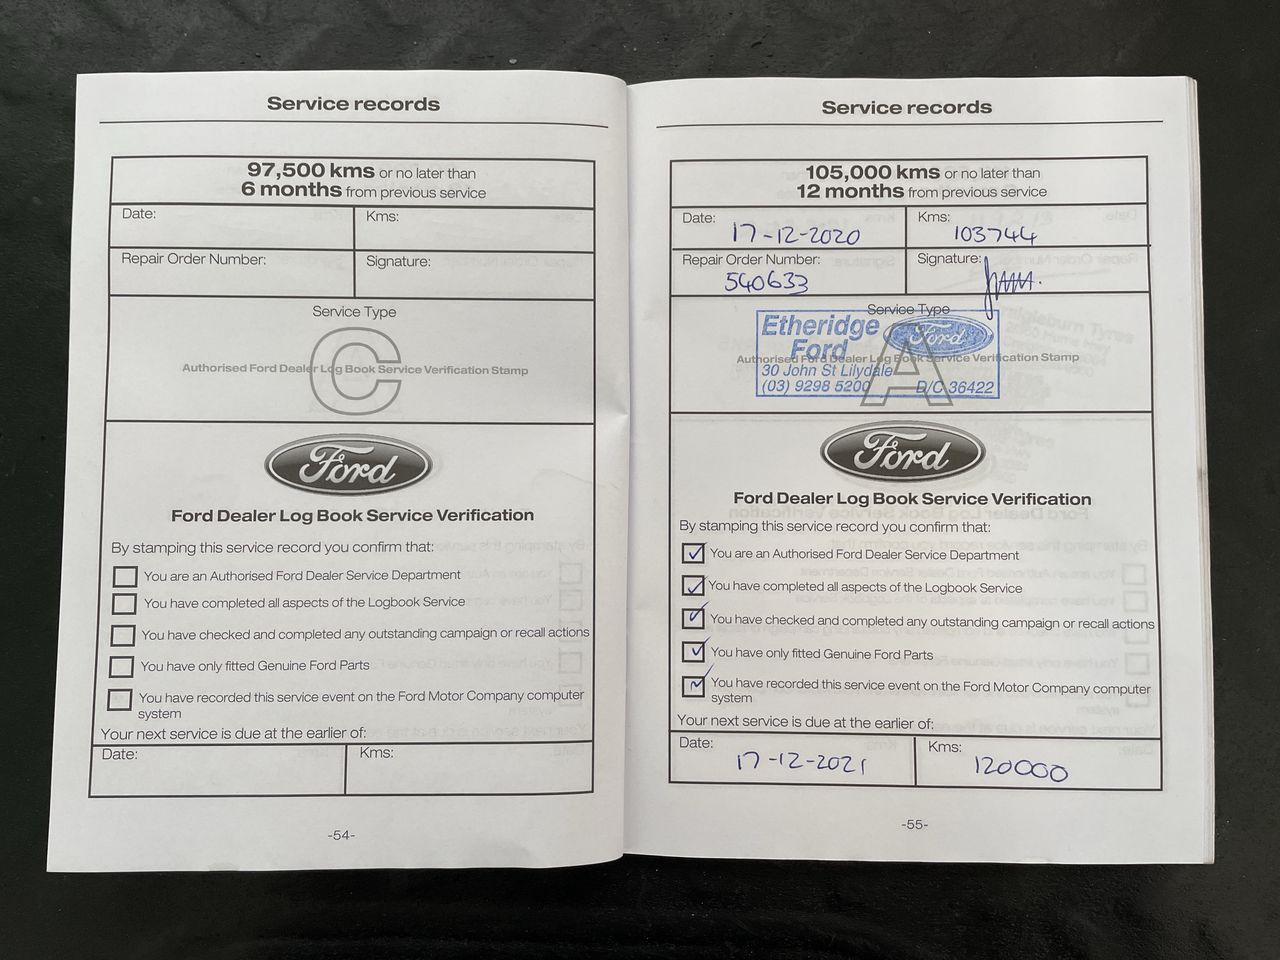 Service records
97,500 kms or no later than
6 months from previous service
Date:
Kms:
Repair Order Number:
Signature:
Service Type
C
Authorised Ford Dealer Log Book Service Verification Stamp
Ford
Ford Dealer Log Book Service Verification
By stamping this service record you confirm that:
You are an Authorised Ford Dealer Service Department
You have completed all aspects of the Logbook Service
You have checked and completed any outstanding campaign or recall actions
You have only fitted Genuine Ford Parts
You have recorded this service event on the Ford Motor Company computer
system
Your next service is due at the earlier of:
Date:
Kms:
-54-
Service records
105,000 kms or no later than
12 months from previous service
Date:
17-12-2020
Kms:
103744
Repair Order Number:
540633
Signature:
Service Type
A
Etheridge
Ford
Ford
Authorised Ford Dealer Log Book Service Verification Stamp
30 John St Lilydale
(03) 9298 5200 D/C 36422
Ford
Ford Dealer Log Book Service Verification
By stamping this service record you confirm that:
You are an Authorised Ford Dealer Service Department
You have completed all aspects of the Logbook Service
You have checked and completed any outstanding campaign or recall actions
You have only fitted Genuine Ford Parts
You have recorded this service event on the Ford Motor Company computer
system
Your next service is due at the earlier of:
Date:
17-12-2021
Kms:
120000
-55-